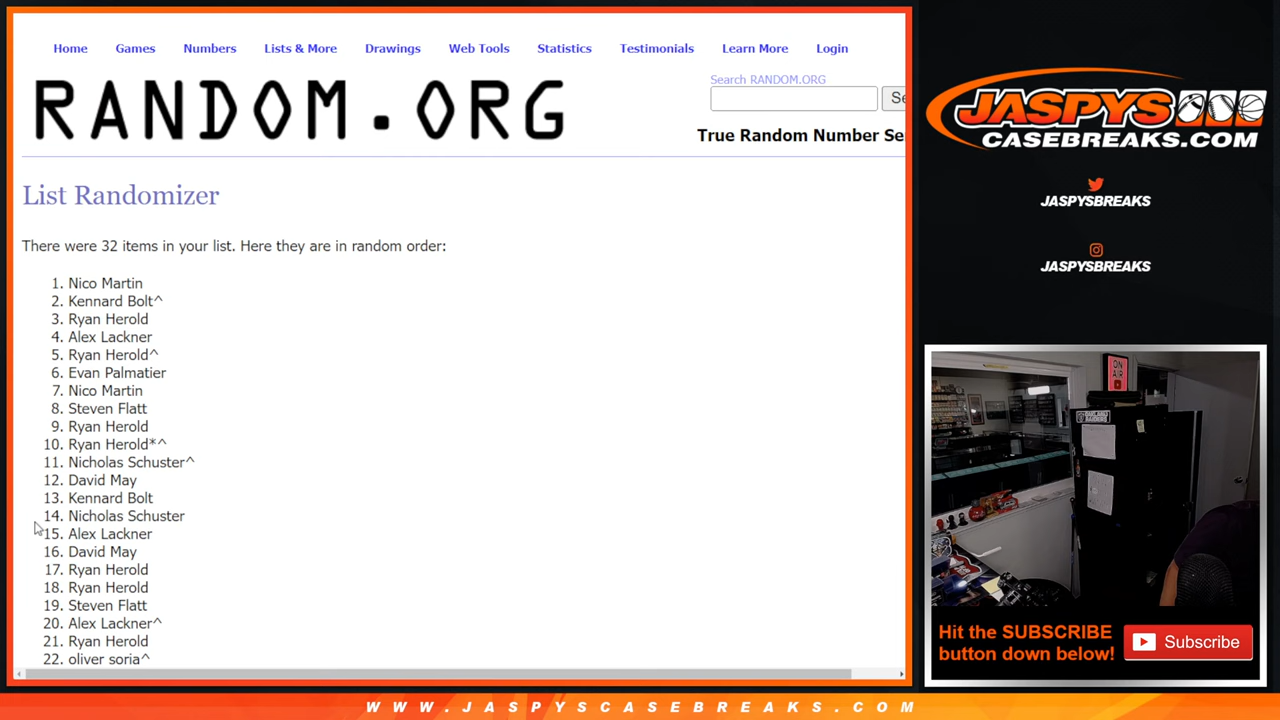 Home Games Numbers Lists & More Drawings Web Tools Statistics Testimonials Learn More Login
RANDOM.ORG
Search RANDOM.ORG
Se
True Random Number Se
List Randomizer
There were 32 items in your list. Here they are in random order:
1. Nico Martin
2. Kennard Bolt^
3. Ryan Herold
4. Alex Lackner
5. Ryan Herold^
6. Evan Palmatier
7. Nico Martin
8. Steven Flatt
9. Ryan Herold
10. Ryan Herold*^
11. Nicholas Schuster^
12. David May
13. Kennard Bolt
14. Nicholas Schuster
15. Alex Lackner
16. David May
17. Ryan Herold
18. Ryan Herold
19. Steven Flatt
20. Alex Lackner^
21. Ryan Herold
22. oliver soria^
JASPYS
CASEBREAKS.COM
JASPYSBREAKS
JASPYSBREAKS
ON
AIR
Hit the SUBSCRIBE
button down below!
Subscribe
WWW.JASPYSCASEBREAKS.COM